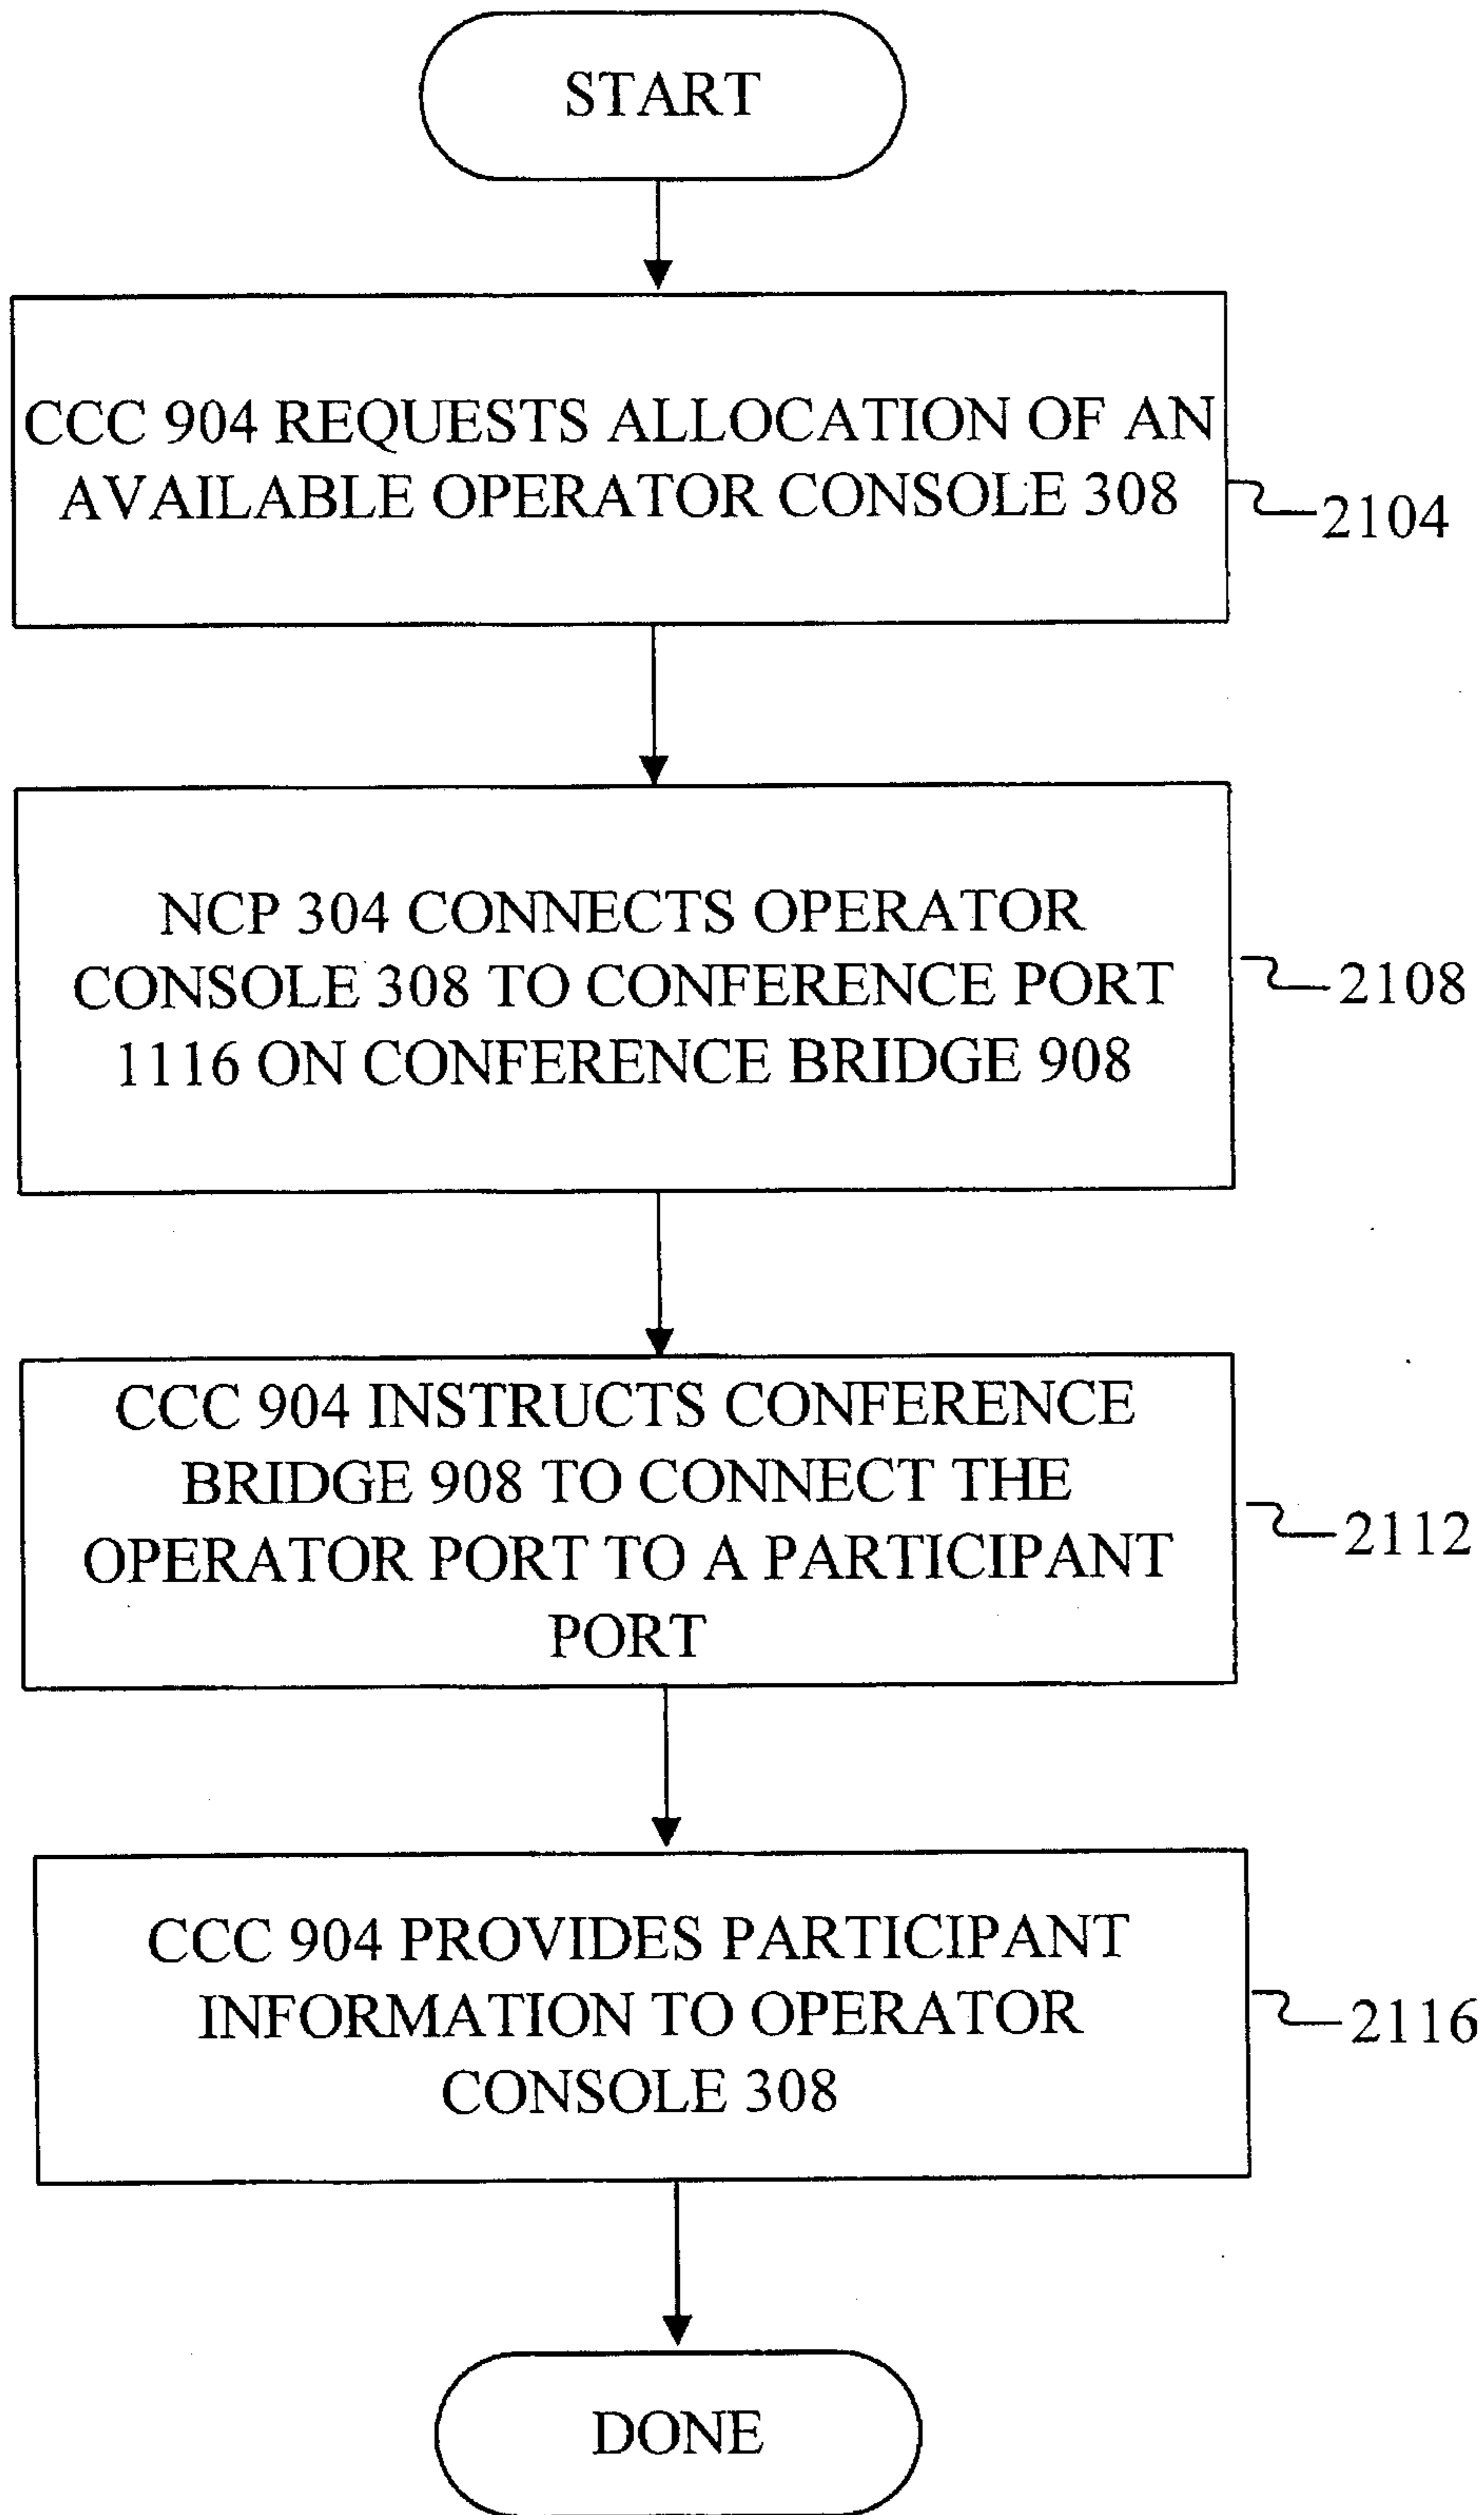 START
CCC 904 REQUESTS ALLOCATION OF AN
AVAILABLE OPERATOR CONSOLE 308
2104
NCP 304 CONNECTS OPERATOR
CONSOLE 308 TO CONFERENCE PORT
1116 ON CONFERENCE BRIDGE 908
2108
CCC 904 INSTRUCTS CONFERENCE
BRIDGE 908 TO CONNECT THE
OPERATOR PORT TO A PARTICIPANT
PORT
2112
CCC 904 PROVIDES PARTICIPANT
INFORMATION TO OPERATOR
CONSOLE 308
2116
DONE